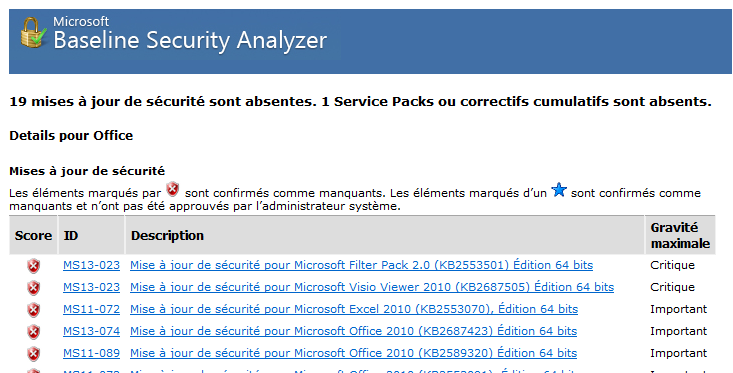 Microsoft
Baseline Security Analyzer
19 mises à jour de sécurité sont absentes. 1 Service Packs ou correctifs cumulatifs sont absents.
Details pour Office
Mises à jour de sécurité
Les éléments marqués par sont confirmés comme manquants. Les éléments marqués d’un sont confirmés comme
manquants et n’ont pas été approuvés par l’administrateur système.
Score ID Description Gravité maximale
MS13-023 Mise à jour de sécurité pour Microsoft Filter Pack 2.0 (KB2553501) Édition 64 bits Critique
MS13-023 Mise à jour de sécurité pour Microsoft Visio Viewer 2010 (KB2687505) Édition 64 bits Critique
MS11-072 Mise à jour de sécurité pour Microsoft Excel 2010 (KB2553070), Édition 64 bits Important
MS13-074 Mise à jour de sécurité pour Microsoft Office 2010 (KB2687423) Édition 64 bits Important
MS11-089 Mise à jour de sécurité pour Microsoft Office 2010 (KB2589320) Édition 64 bits Important